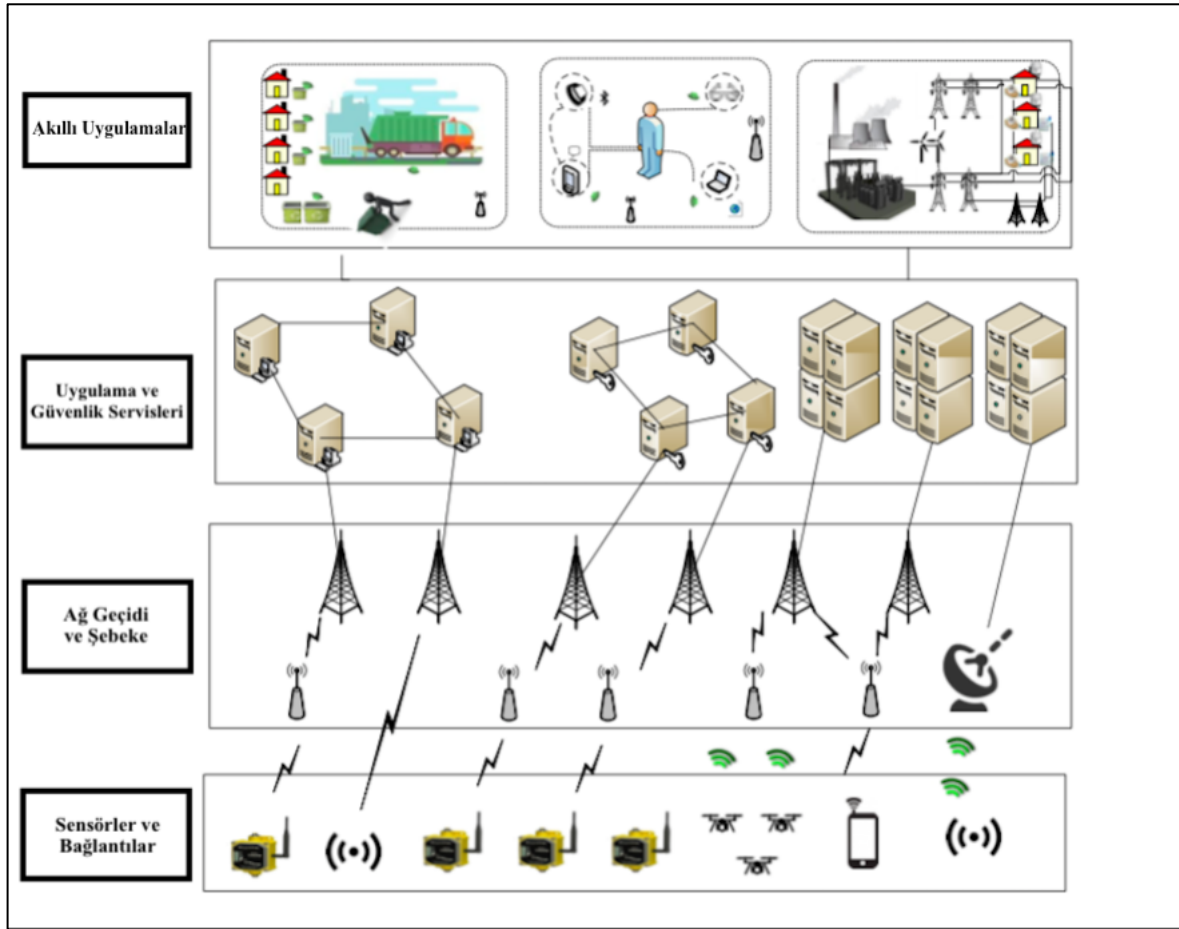 Akıllı Uygulamalar
Uygulama ve
Güvenlik Servisleri
Ağ Geçidi
ve Şebeke
Sensörler ve
Bağlantılar